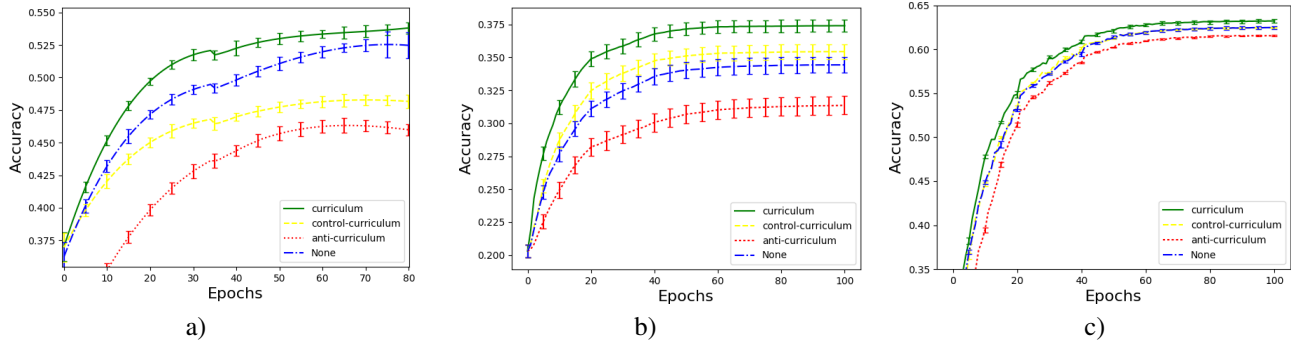 0.550
0.525
0.500
0.475
0.450
0.425
0.400
0.375
Accuracy
0 10 20 30 40 50 60 70 80
Epochs
curriculum
control-curriculum
anti-curriculum
None
a)
0.375
0.350
0.325
0.300
0.275
0.250
0.225
0.200
Accuracy
0 20 40 60 80 100
Epochs
curriculum
control-curriculum
anti-curriculum
None
b)
0.65
0.60
0.55
0.50
0.45
0.40
0.35
Accuracy
0 20 40 60 80 100
Epochs
curriculum
control-curriculum
anti-curriculum
None
c)